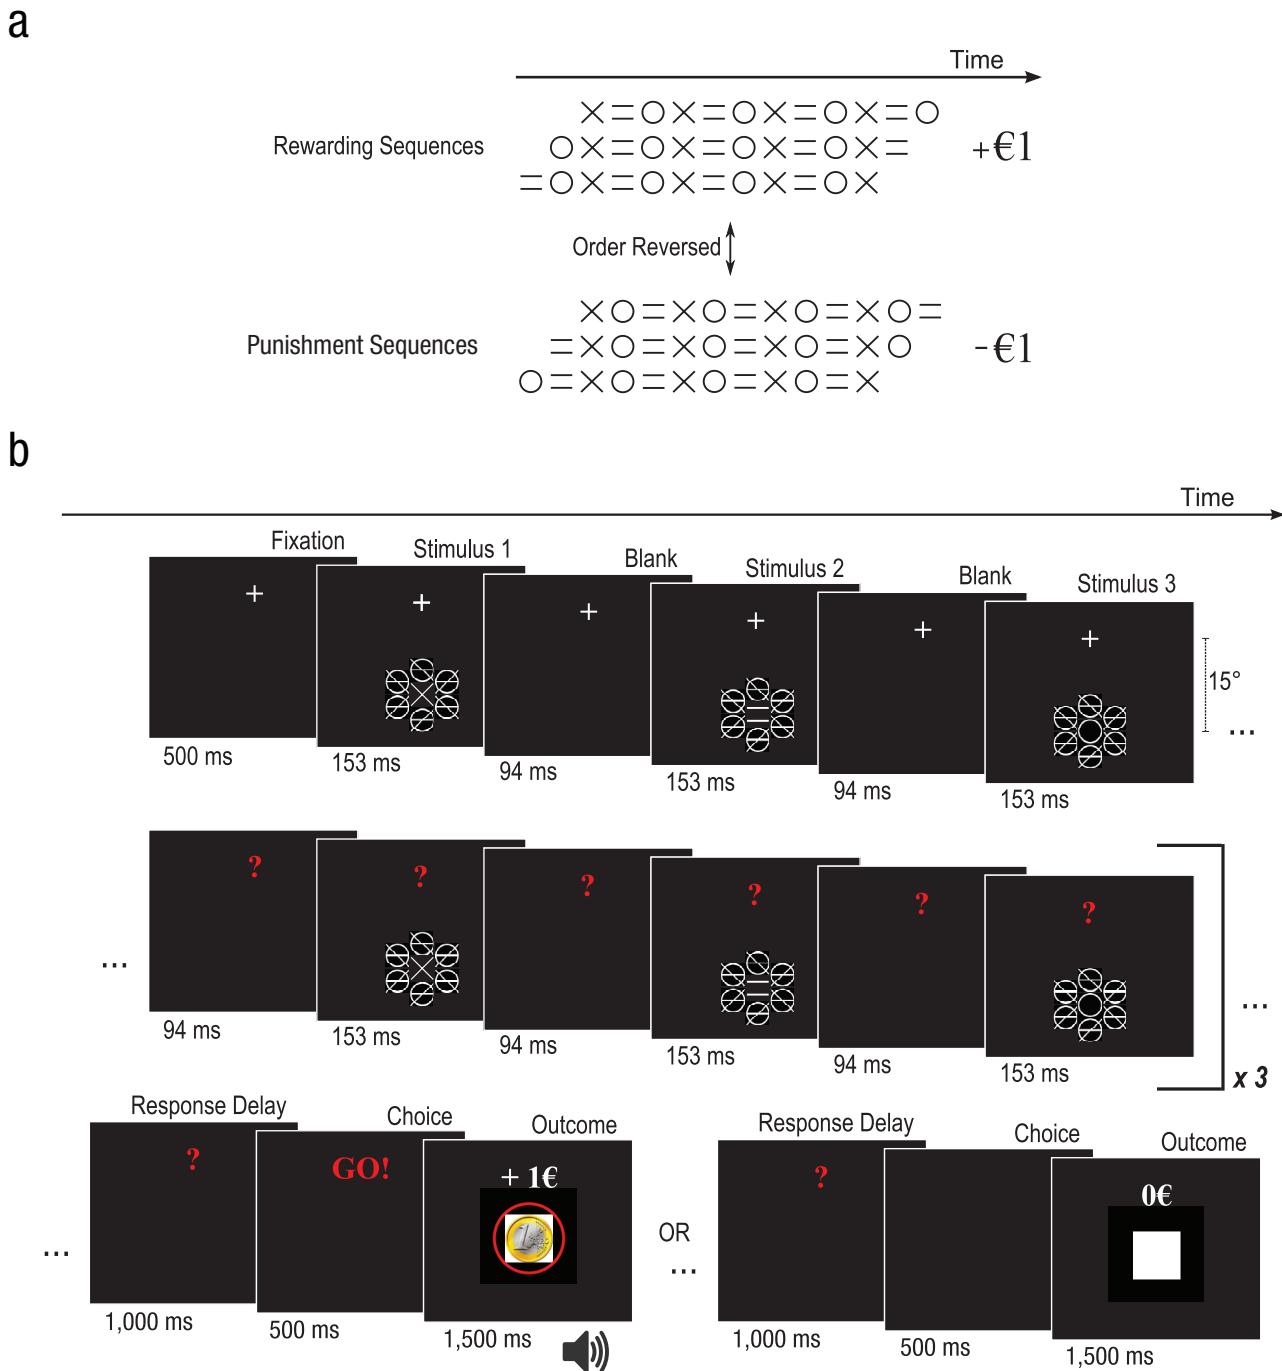 a
Time
Rewarding Sequences
+€1
Order Reversed
Punishment Sequences
-€1
b
Time
Fixation
Stimulus 1
Blank
Stimulus 2
Blank
Stimulus 3
+
+
+
+
+
+
15°
...
500 ms
153 ms
94 ms
153 ms
94 ms
153 ms
?
?
?
?
?
?
...
...
94 ms
153 ms
94 ms
153 ms
94 ms
153 ms
x 3
Response Delay
Choice
Outcome
?
GO!
+ 1€
1
...
1,000 ms
500 ms
1,500 ms
OR
...
Response Delay
Choice
Outcome
?
0€
1,000 ms
500 ms
1,500 ms